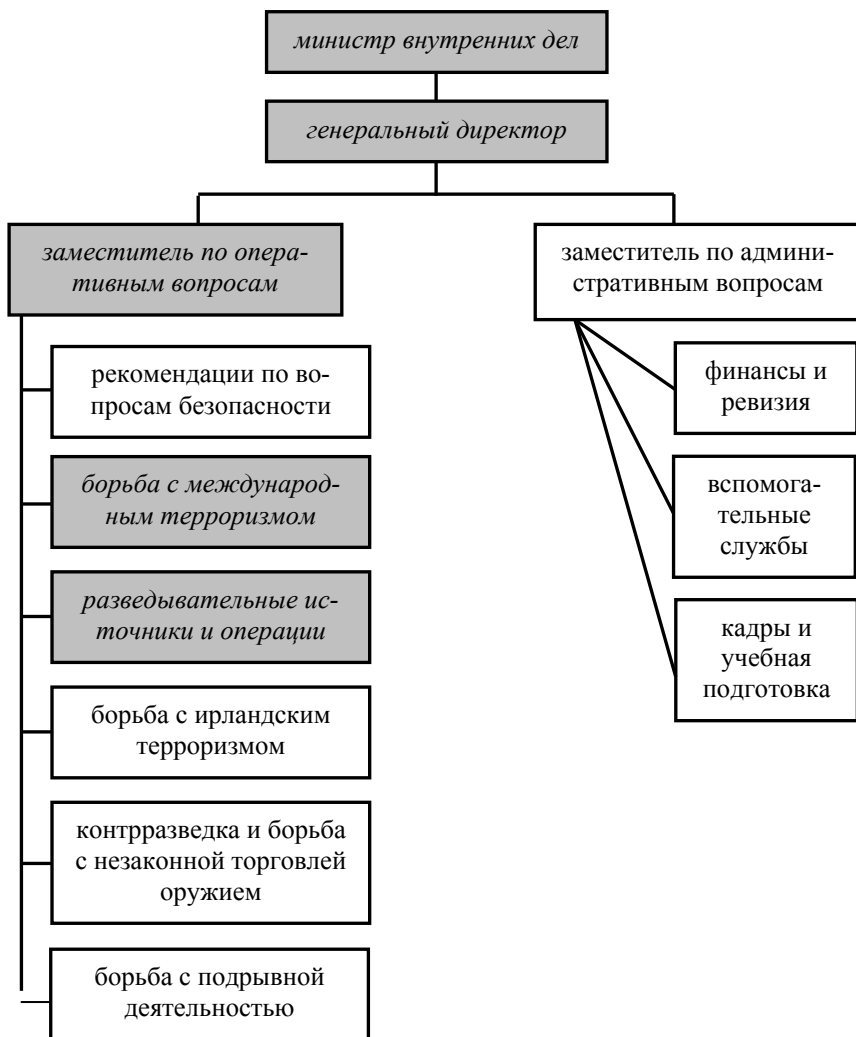 министр внутренних дел
генеральный директор
заместитель по опера-
тивным вопросам
рекомендации по во-
просам безопасности
борьба с международ-
ным терроризмом
разведывательные ис-
точники и операции
борьба с ирландским
терроризмом
контрразведка и борьба
с незаконной торговлей
оружием
борьба с подрывной
деятельностью
заместитель по админи-
стративным вопросам
финансы и
ревизия
вспомога-
тельные
службы
кадры и
учебная
подготовка